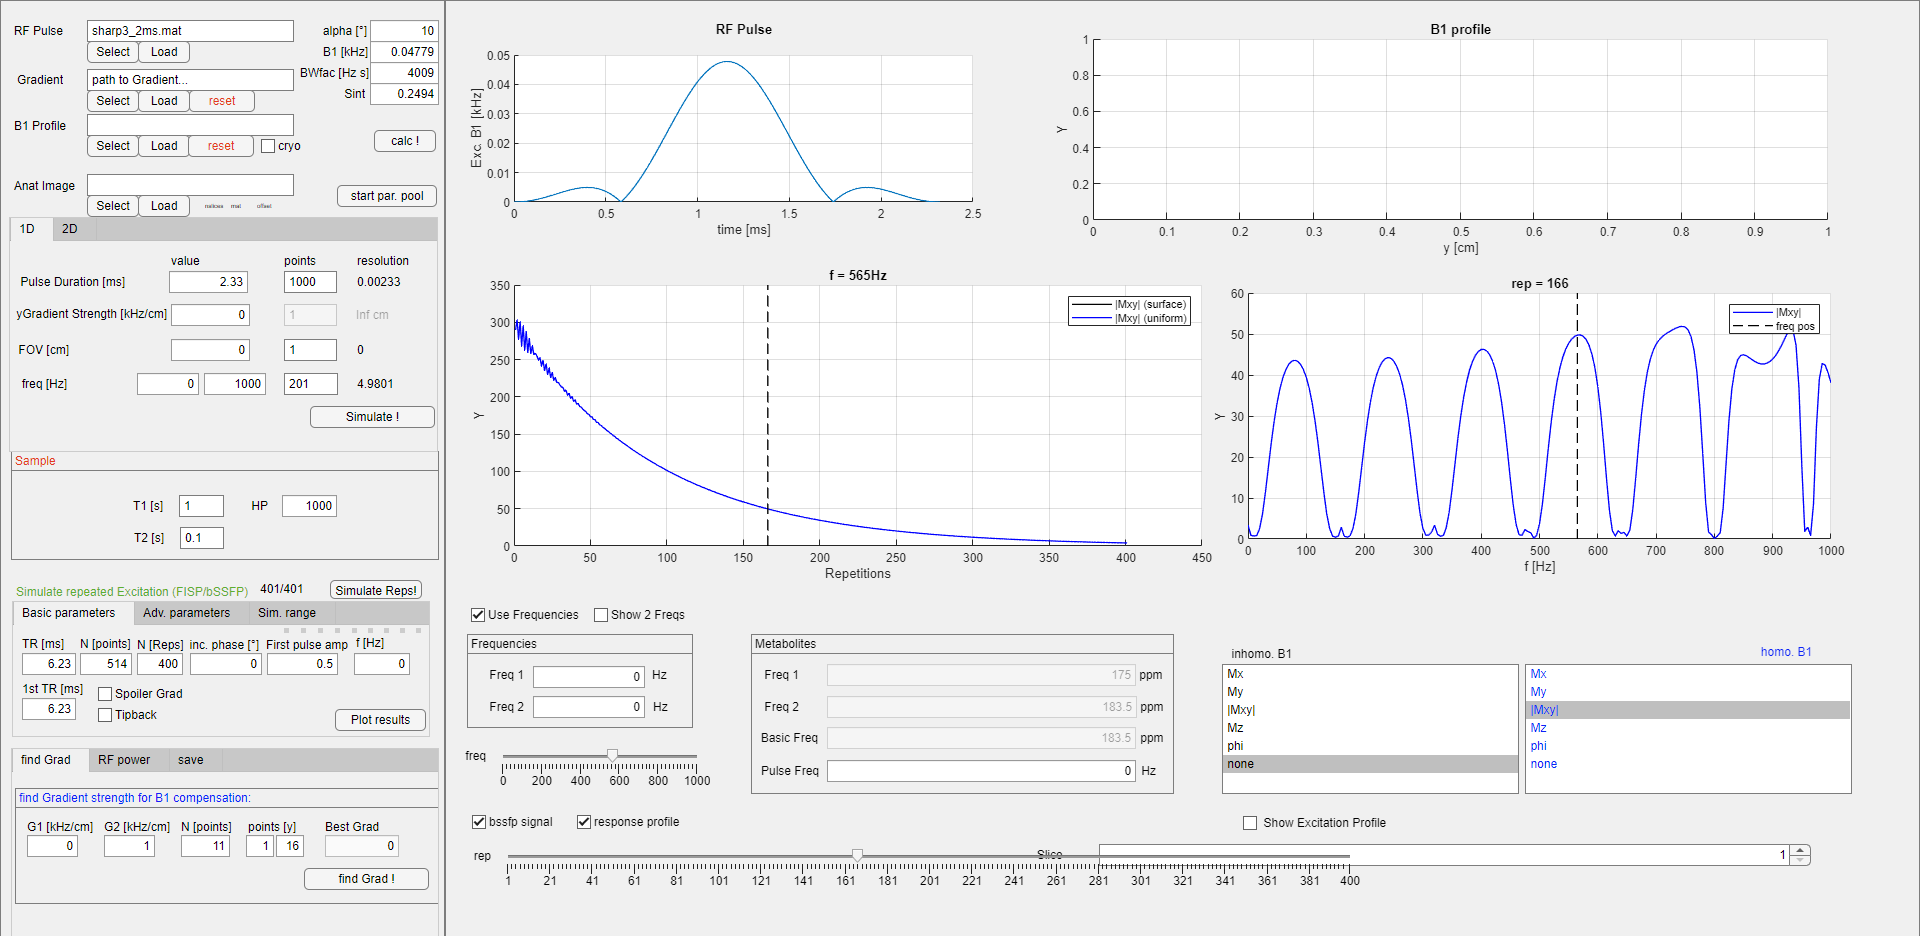 RF Pulse
sharp3_2ms.mat
Select Load
Gradient
path to Gradient...
Select Load reset
B1 Profile
Select Load reset cryo
Anat Image
Select Load nslices mat offset
alpha [°] 10
B1 [kHz] 0.04779
BWfac [Hz s] 4009
Sint 0.2494
calc !
start par. pool
1D 2D
value points resolution
Pulse Duration [ms] 2.33 1000 0.00233
yGradient Strength [kHz/cm] 0 1 Inf cm
FOV [cm] 0 1 0
freq [Hz] 0 1000 201 4.9801
Simulate !
Sample
T1 [s] 1 HP 1000
T2 [s] 0.1
Simulate repeated Excitation (FISP/bSSFP) 401/401 Simulate Reps!
Basic parameters Adv. parameters Sim. range
TR [ms] N [points] N [Reps] inc. phase [°] First pulse amp f [Hz]
6.23 514 400 0 0.5 0
1st TR [ms]
6.23
Spoiler Grad
Tipback
Plot results
find Grad RF power save
find Gradient strength for B1 compensation:
G1 [kHz/cm] G2 [kHz/cm] N [points] points [y] Best Grad
0 1 11 1 16 0
find Grad !
RF Pulse
Exc. B1 [kHz]
0.05
0.04
0.03
0.02
0.01
0
0 0.5 1 1.5 2 2.5
time [ms]
B1 profile
Y
1
0.8
0.6
0.4
0.2
0
0 0.1 0.2 0.3 0.4 0.5 0.6 0.7 0.8 0.9 1
y [cm]
f = 565Hz
Y
350
300
250
200
150
100
50
0
|Mxy| (surface)
|Mxy| (uniform)
0 50 100 150 200 250 300 350 400 450
Repetitions
rep = 166
Y
60
50
40
30
20
10
0
|Mxy|
freq pos
0 100 200 300 400 500 600 700 800 900 1000
f [Hz]
Use Frequencies Show 2 Freqs
Frequencies
Freq 1 0 Hz
Freq 2 0 Hz
freq
0 200 400 600 800 1000
Metabolites
Freq 1 175 ppm
Freq 2 183.5 ppm
Basic Freq 183.5 ppm
Pulse Freq 0 Hz
inhomo. B1
Mx
My
|Mxy|
Mz
phi
none
homo. B1
Mx
My
|Mxy|
Mz
phi
none
bssfp signal response profile
Show Excitation Profile
rep
Slice 1
1 21 41 61 81 101 121 141 161 181 201 221 241 261 281 301 321 341 361 381 400